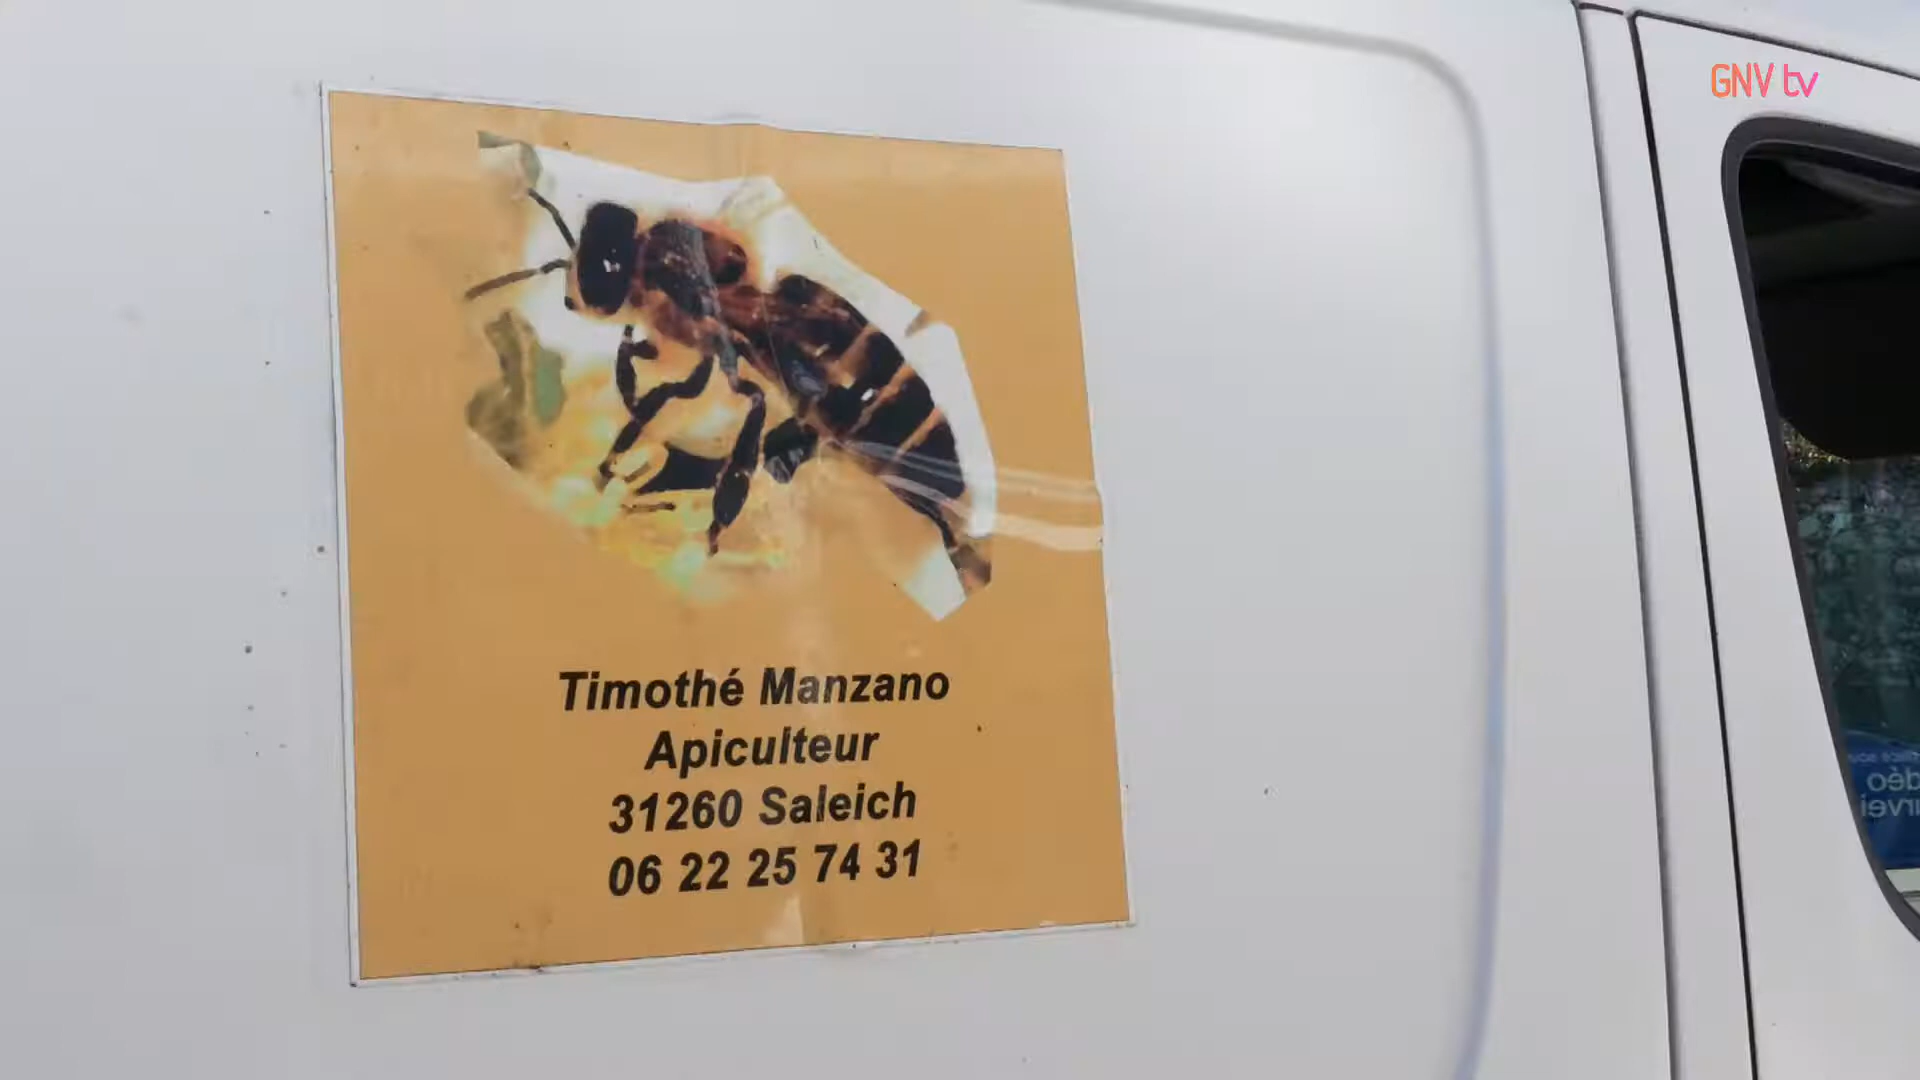 GNV tv
Timothé Manzano
Apiculteur
31260 Saleich
06 22 25 74 31